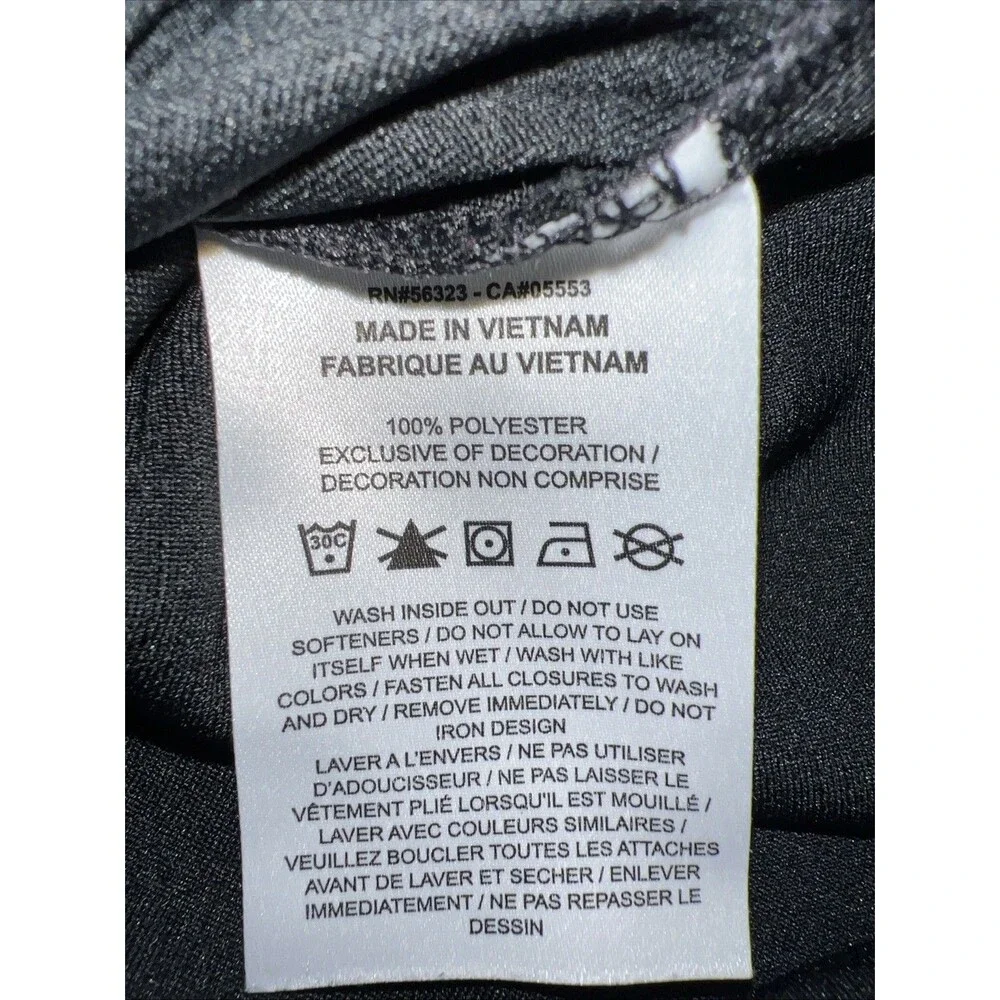 RN#56323 - CA#05553
MADE IN VIETNAM
FABRIQUE AU VIETNAM
100% POLYESTER
EXCLUSIVE OF DECORATION /
DECORATION NON COMPRISE
30C
WASH INSIDE OUT / DO NOT USE
SOFTENERS / DO NOT ALLOW TO LAY ON
ITSELF WHEN WET / WASH WITH LIKE
COLORS / FASTEN ALL CLOSURES TO WASH
AND DRY / REMOVE IMMEDIATELY / DO NOT
IRON DESIGN
LAVER A L'ENVERS / NE PAS UTILISER
D'ADOUCISSEUR / NE PAS LAISSER LE
VÊTEMENT PLIÉ LORSQU'IL EST MOUILLÉ /
LAVER AVEC COULEURS SIMILAIRES /
VEUILLEZ BOUCLER TOUTES LES ATTACHES
AVANT DE LAVER ET SECHER / ENLEVER
IMMEDIATEMENT / NE PAS REPASSER LE
DESSIN